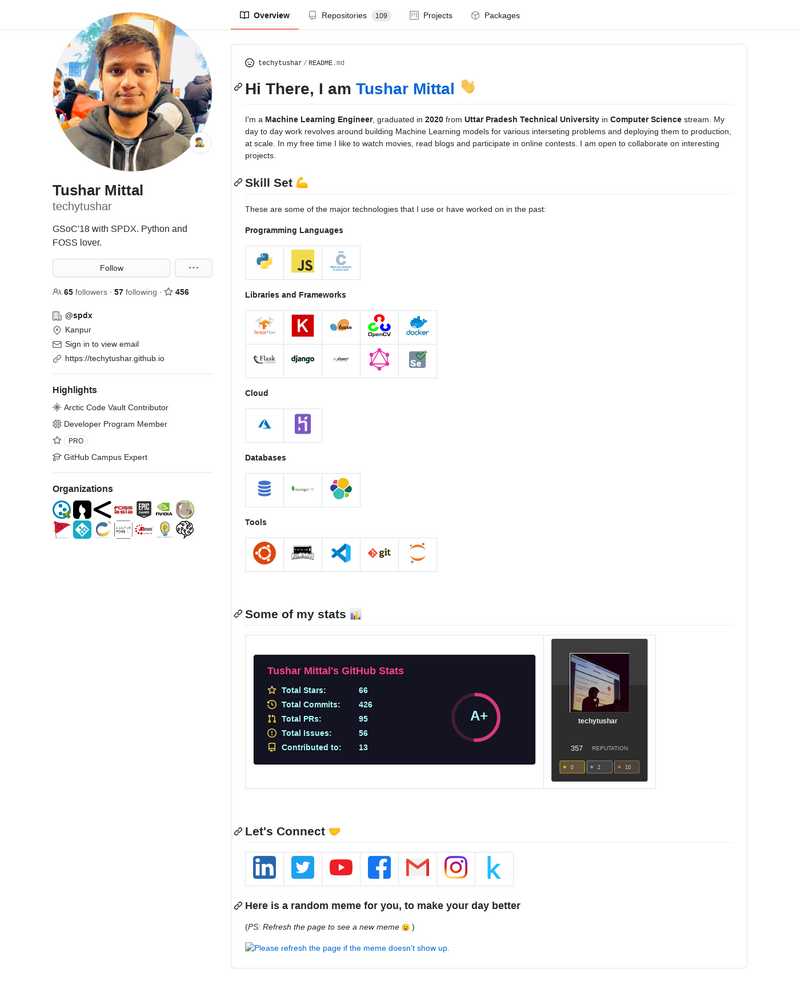 Overview
Repositories 109
Projects
Packages
Tushar Mittal
techytushar
GSoC'18 with SPDX. Python and
FOSS lover.
Follow
65 followers · 57 following · 456
@spdx
Kanpur
Sign in to view email
https://techytushar.github.io
Highlights
Arctic Code Vault Contributor
Developer Program Member
PRO
GitHub Campus Expert
Organizations
EPIC
NVIDIA
techytushar / README.md
Hi There, I am Tushar Mittal 👋
I'm a Machine Learning Engineer, graduated in 2020 from Uttar Pradesh Technical University in Computer Science stream. My
day to day work revolves around building Machine Learning models for various interseting problems and deploying them to production,
at scale. In my free time I like to watch movies, read blogs and participate in online contests. I am open to collaborate on interesting
projects.
Skill Set 💪
These are some of the major technologies that I use or have worked on in the past:
Programming Languages
JS
C
Libraries and Frameworks
TensorFlow
K
OpenCV
docker
Flask
django
Se
Cloud
Databases
Tools
git
Some of my stats 📊
Tushar Mittal's GitHub Stats
Total Stars: 66
Total Commits: 426
Total PRs: 95
Total Issues: 56
Contributed to: 13
A+
techytushar
357 REPUTATION
Let's Connect 🤝
in
k
Here is a random meme for you, to make your day better
(PS: Refresh the page to see a new meme 😉 )
Please refresh the page if the meme doesn't show up.